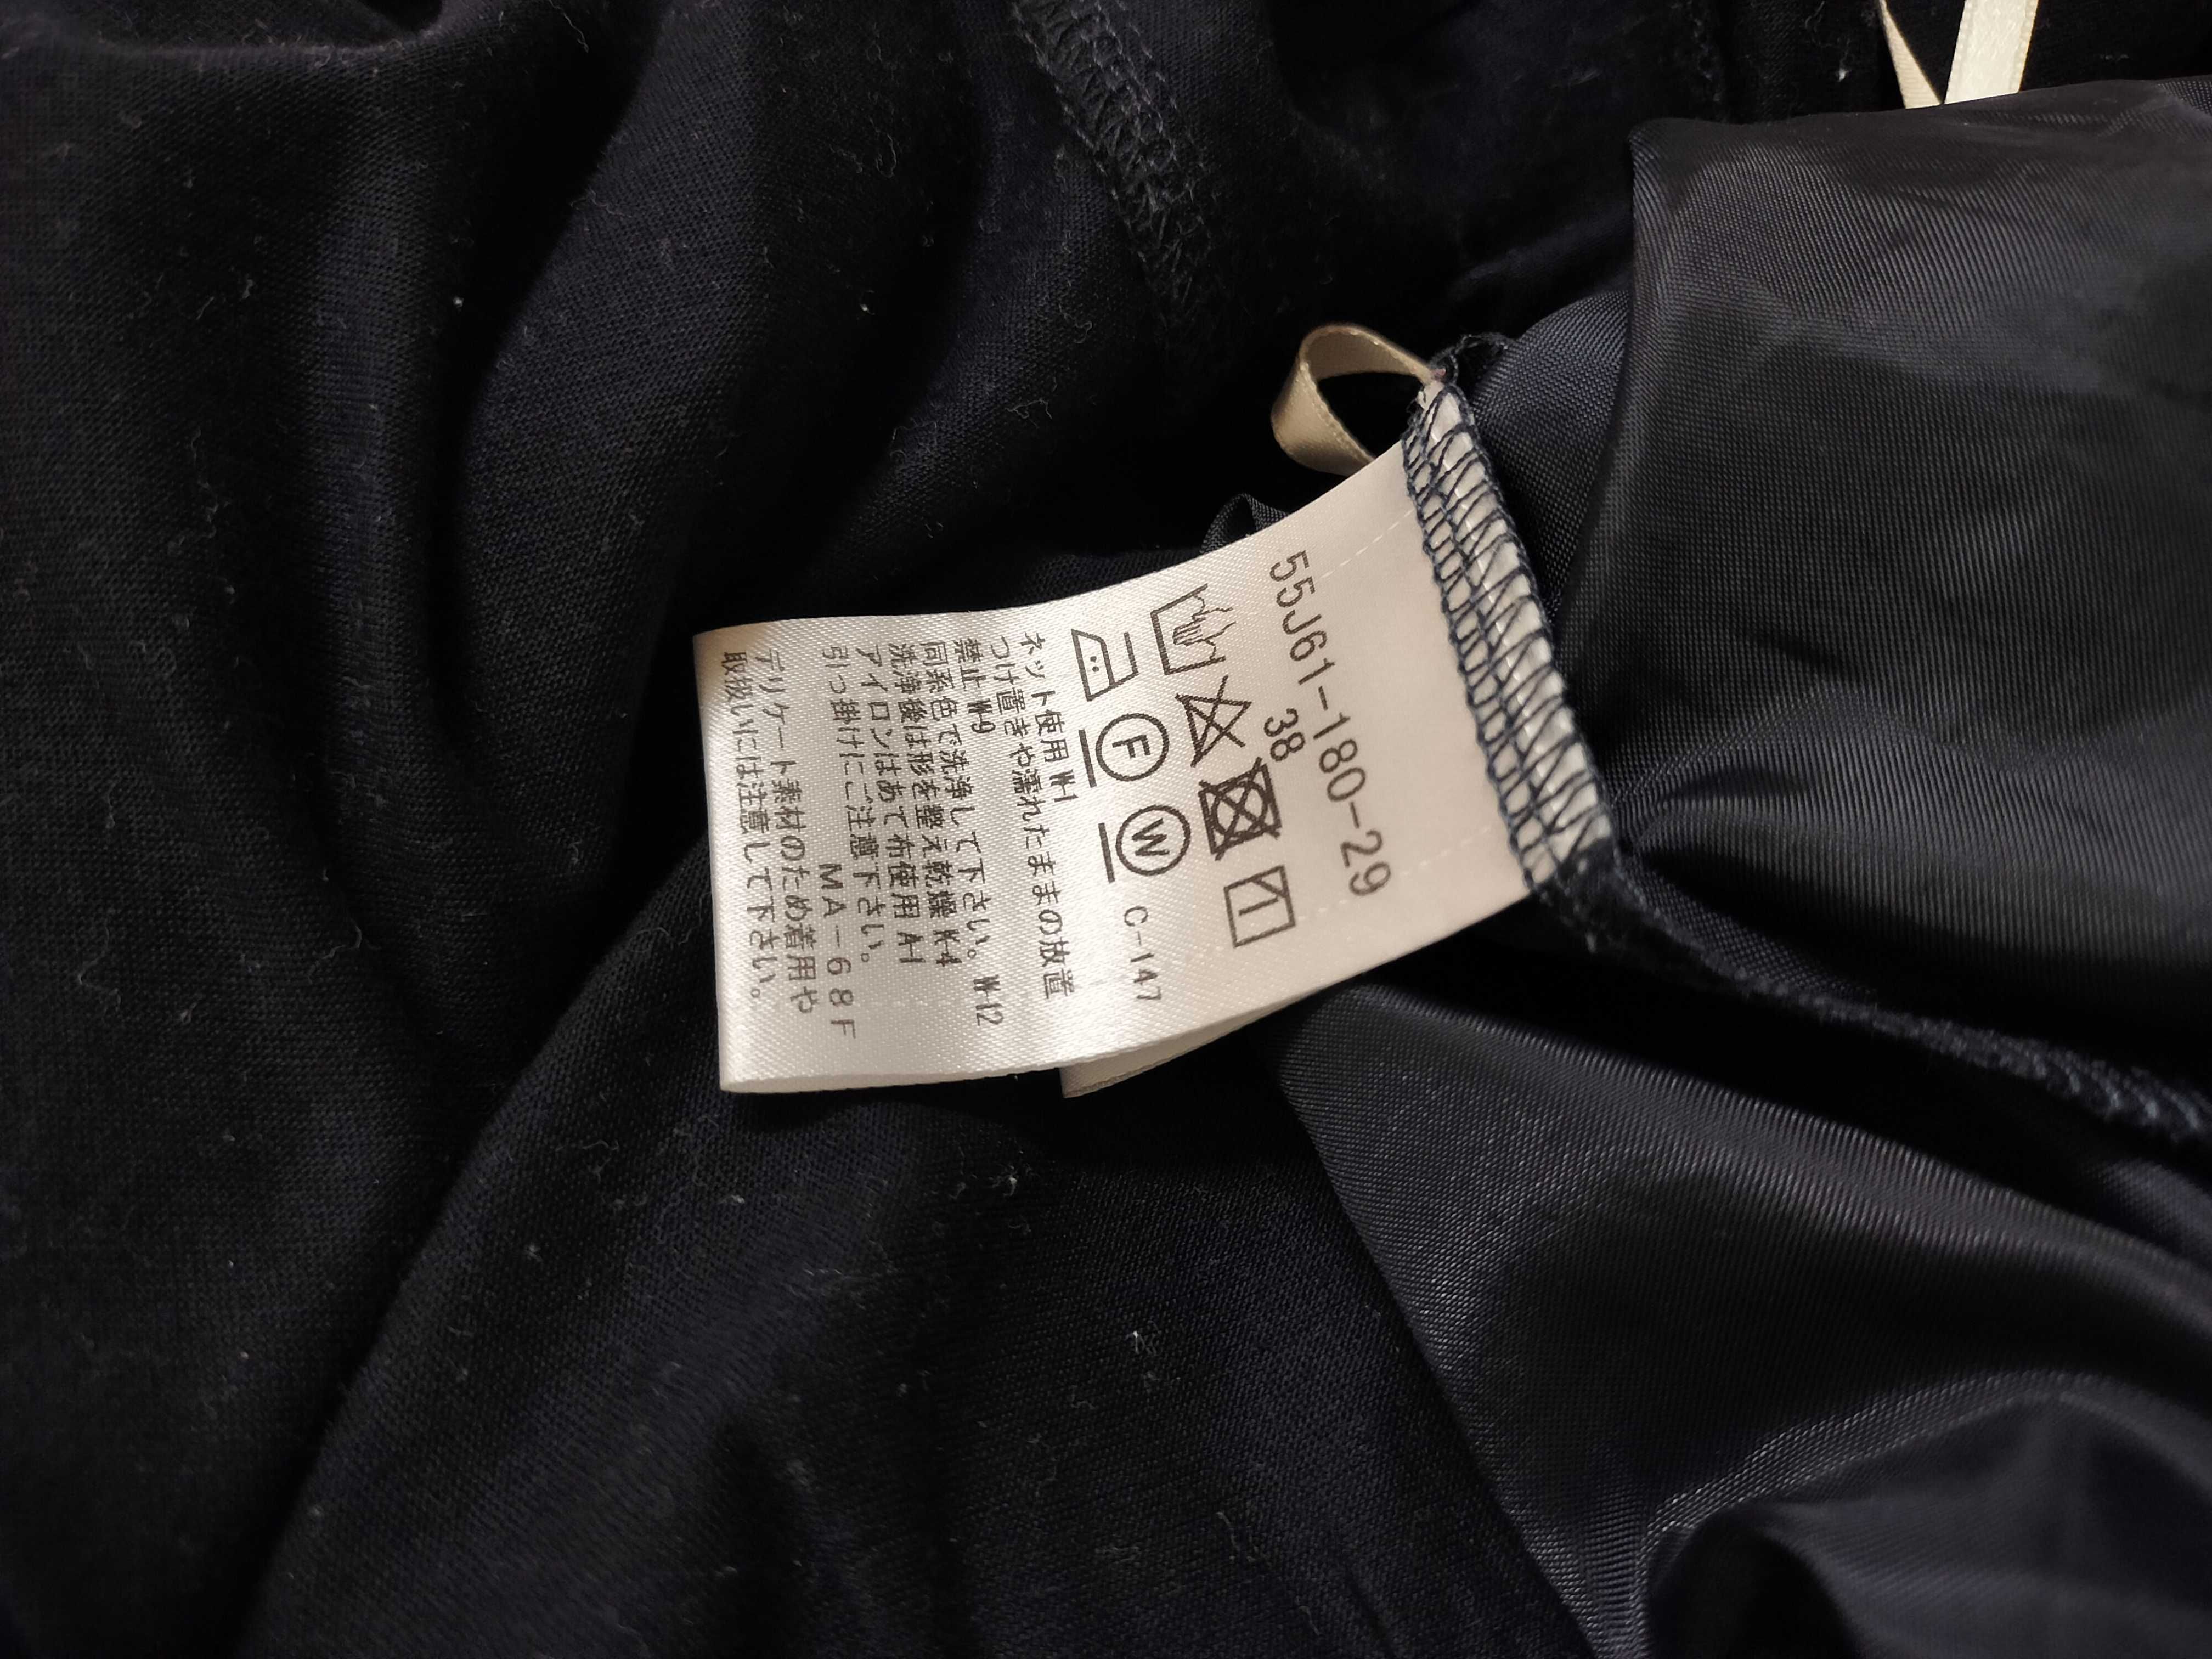 55J61-180-29
38
F W C-147
ネット使用 W-1
つけ置きや濡れたままの放置
禁止 W-9
同系色で洗浄して下さい。 W-12
洗浄後は形を整え乾燥 K-4
アイロンはあて布使用 A-1
引っ掛けにご注意下さい。
MA-68F
デリケート素材のため着用や
取扱いには注意して下さい。